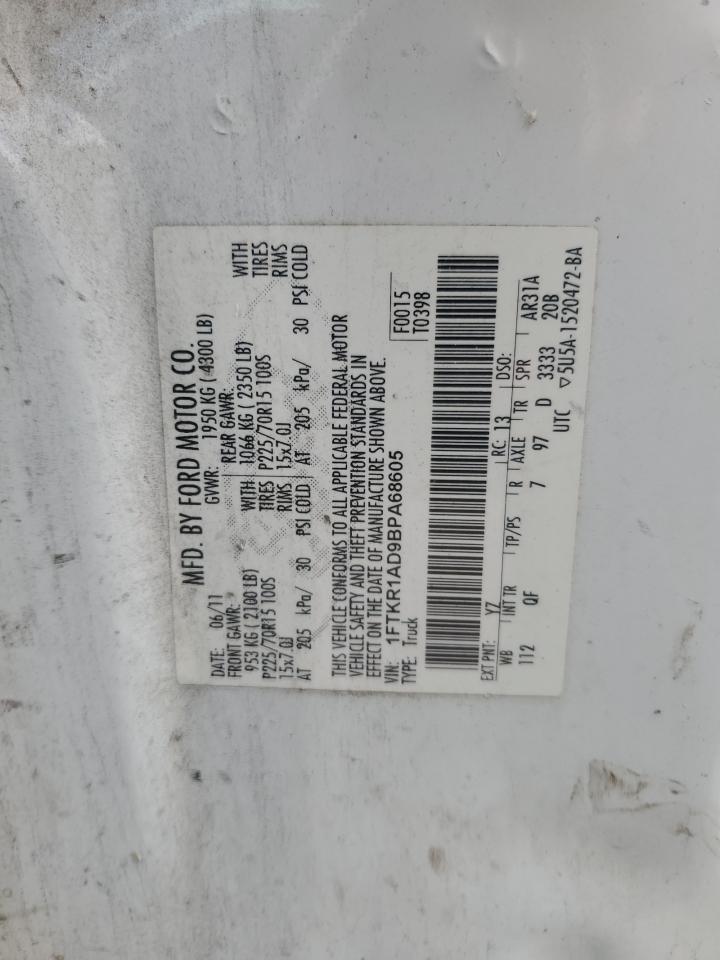 MFD. BY FORD MOTOR CO.
DATE: 06/11 GVWR: 1950 KG ( 4300 LB)
FRONT GAWR: REAR GAWR: WITH
953 KG ( 2100 LB) WITH 1066 KG ( 2350 LB) TIRES
P225/70R15 100S TIRES P225/70R15 100S RIMS
15x7.0J RIMS 15x7.0J
AT 205 kPa/ 30 PSI COLD AT 205 kPa/ 30 PSI COLD
THIS VEHICLE CONFORMS TO ALL APPLICABLE FEDERAL MOTOR
VEHICLE SAFETY AND THEFT PREVENTION STANDARDS IN
EFFECT ON THE DATE OF MANUFACTURE SHOWN ABOVE.
VIN: 1FTKR1AD9BPA68605 F0015
TYPE: Truck T0398
EXT PNT: YZ RC: 13 DSO:
WB INT TR TP/PS R AXLE TR SPR AR31A
112 QF 7 97 D 3333 20B
UTC ▽5U5A-1520472-BA